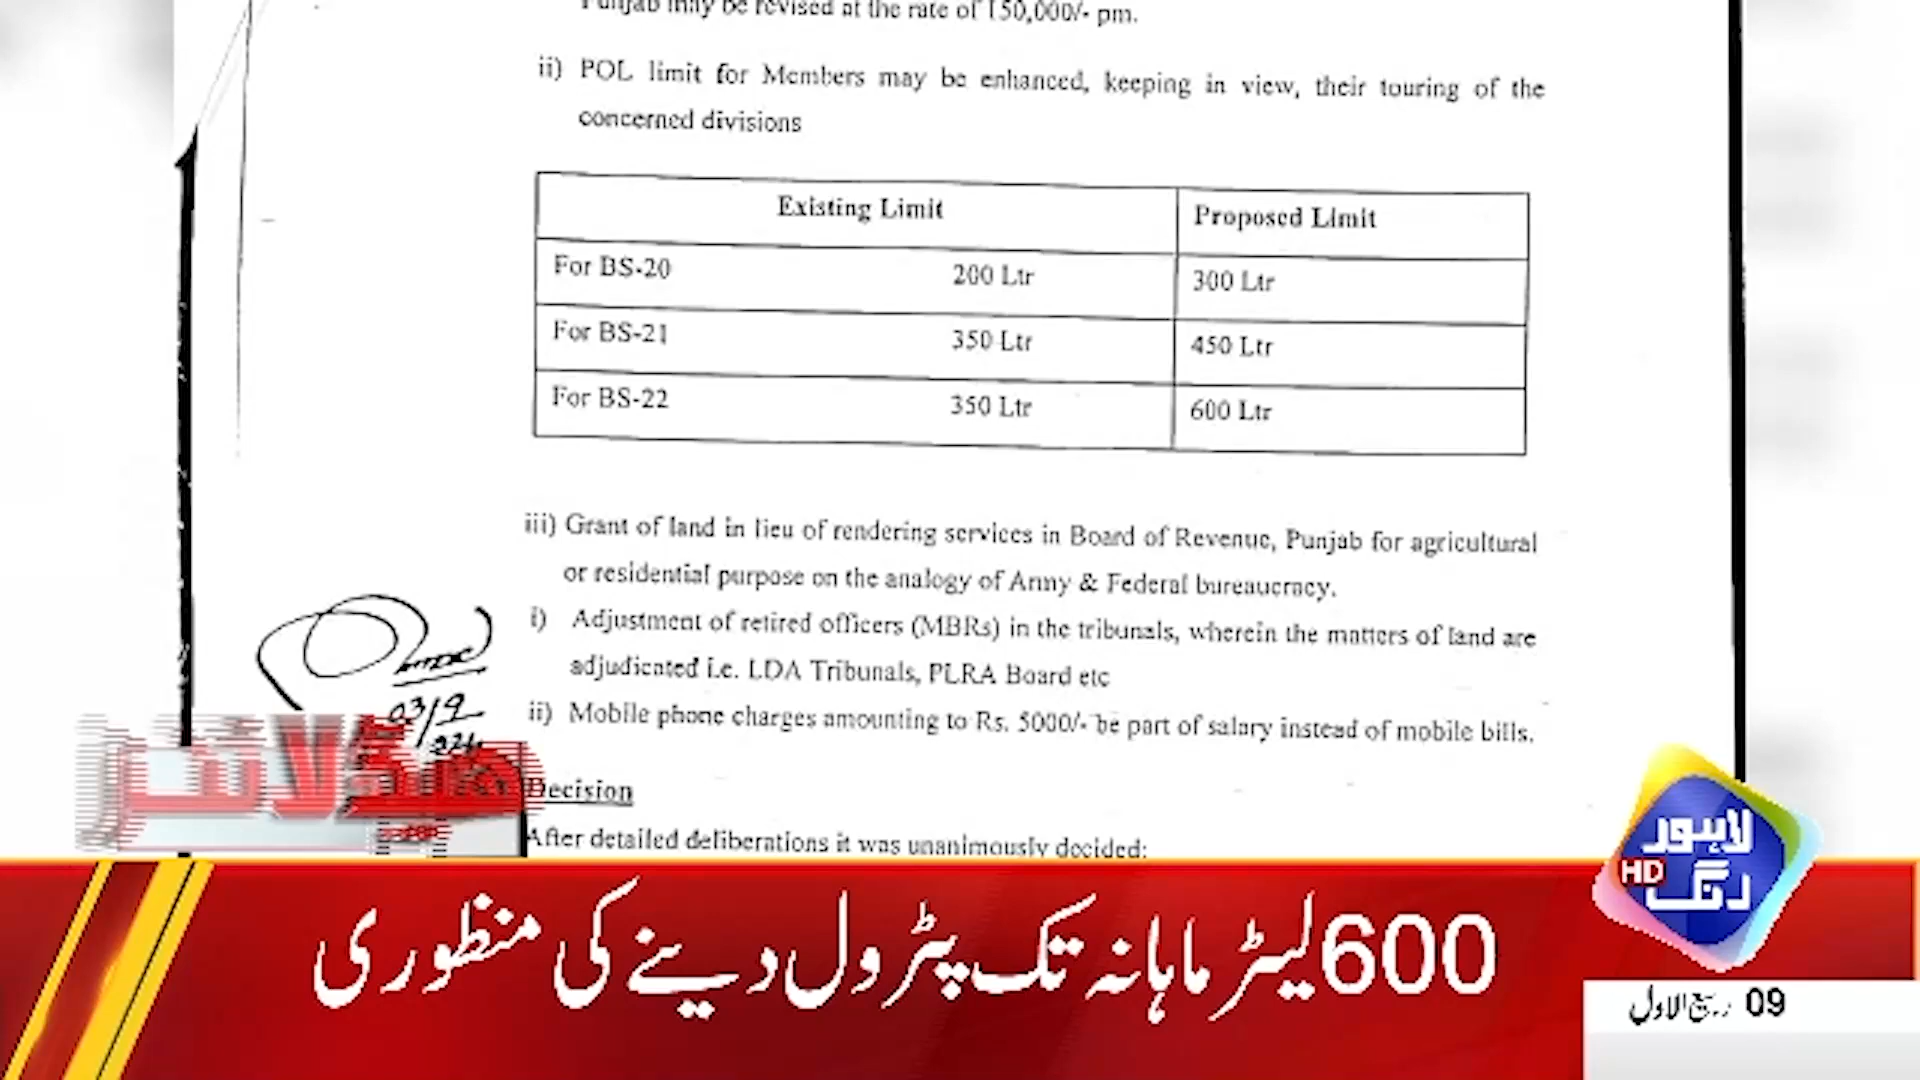 Punjab may be revised at the rate of 150,000/- pm.
ii) POL limit for Members may be enhanced, keeping in view, their touring of the
concerned divisions
Existing Limit Proposed Limit
For BS-20 200 Ltr 300 Ltr
For BS-21 350 Ltr 450 Ltr
For BS-22 350 Ltr 600 Ltr
iii) Grant of land in lieu of rendering services in Board of Revenue, Punjab for agricultural
or residential purpose on the analogy of Army & Federal bureaucracy.
i) Adjustment of retired officers (MBRs) in the tribunals, wherein the matters of land are
adjudicated i.e. LDA Tribunals, PLRA Board etc
03/9
ii) Mobile phone charges amounting to Rs. 5000/- be part of salary instead of mobile bills.
ہیڈلائنز
Decision
After detailed deliberations it was unanimously decided:
لاہور
رنگ
HD
600 لیٹر ماہانہ تک پٹرول دینے کی منظوری
09 ربیع الاول